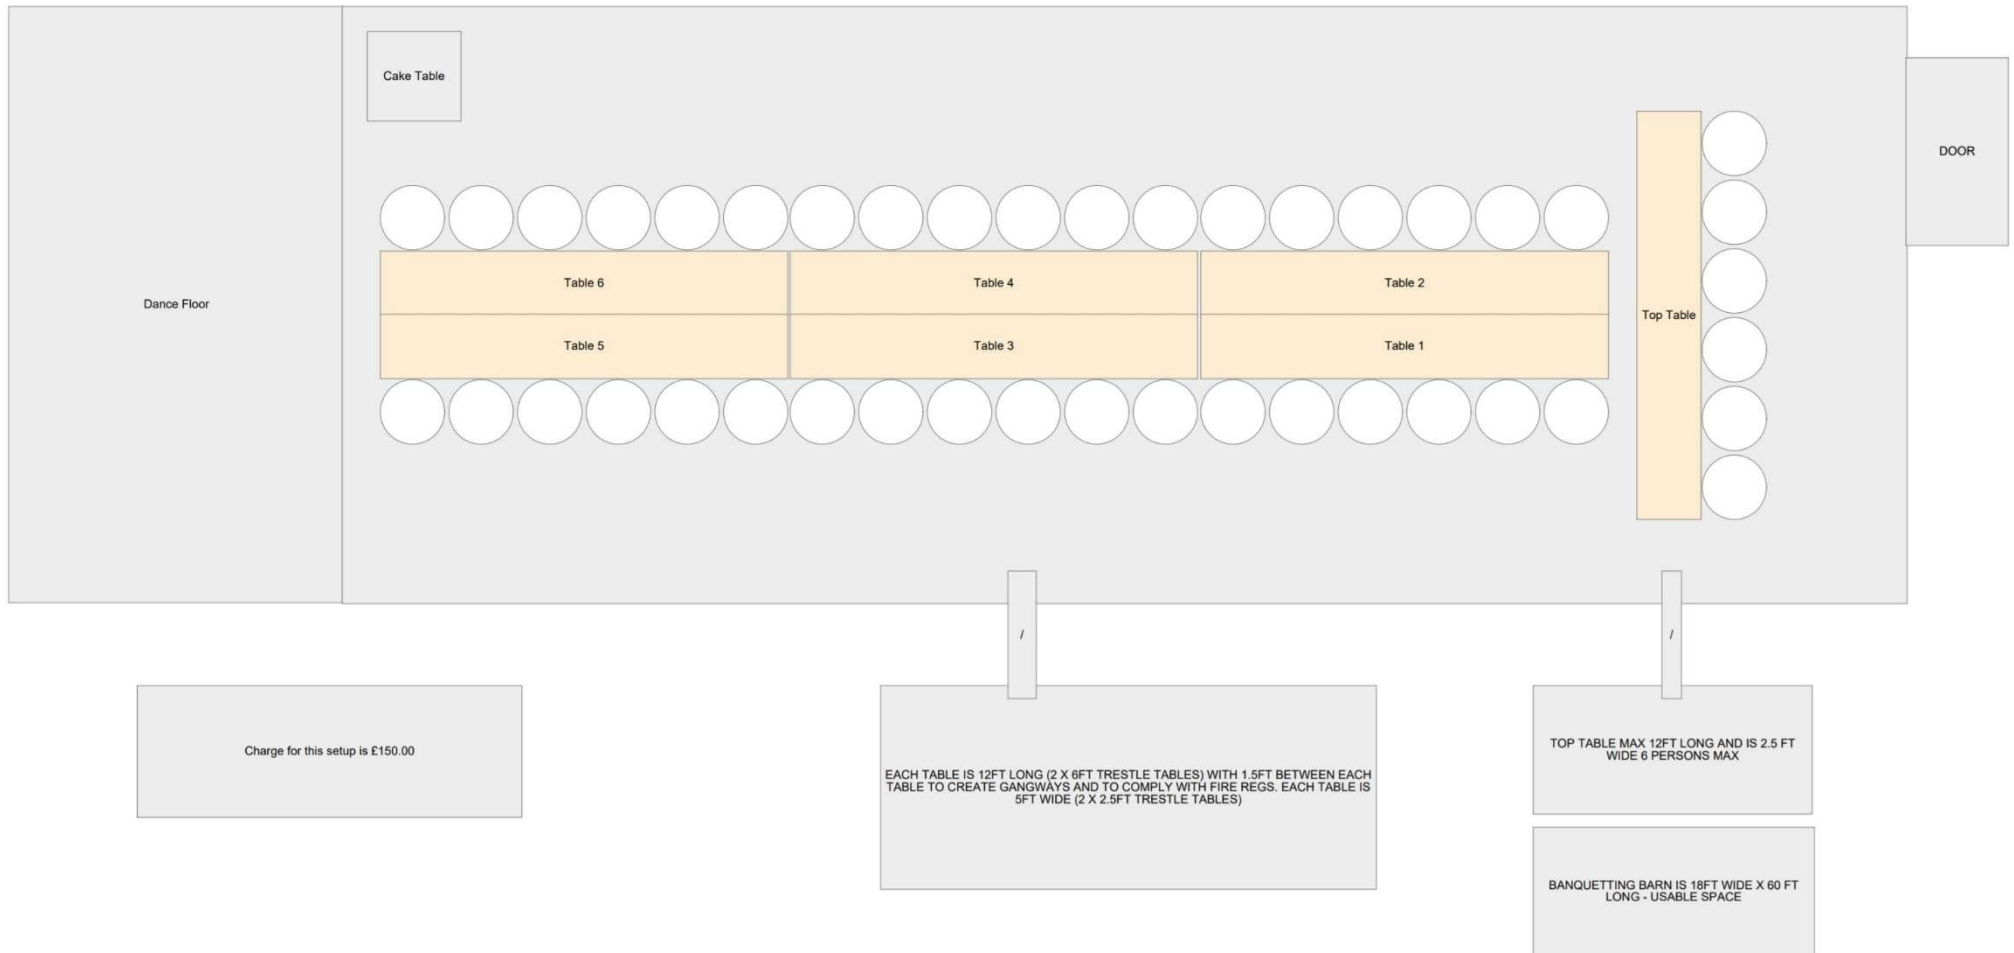 Cake Table
DOOR
Dance Floor
Table 6
Table 4
Table 2
Top Table
Table 5
Table 3
Table 1
/
/
Charge for this setup is £150.00
EACH TABLE IS 12FT LONG (2 X 6FT TRESTLE TABLES) WITH 1.5FT BETWEEN EACH
TABLE TO CREATE GANGWAYS AND TO COMPLY WITH FIRE REGS. EACH TABLE IS
5FT WIDE (2 X 2.5FT TRESTLE TABLES)
TOP TABLE MAX 12FT LONG AND IS 2.5 FT
WIDE 6 PERSONS MAX
BANQUETTING BARN IS 18FT WIDE X 60 FT
LONG - USABLE SPACE